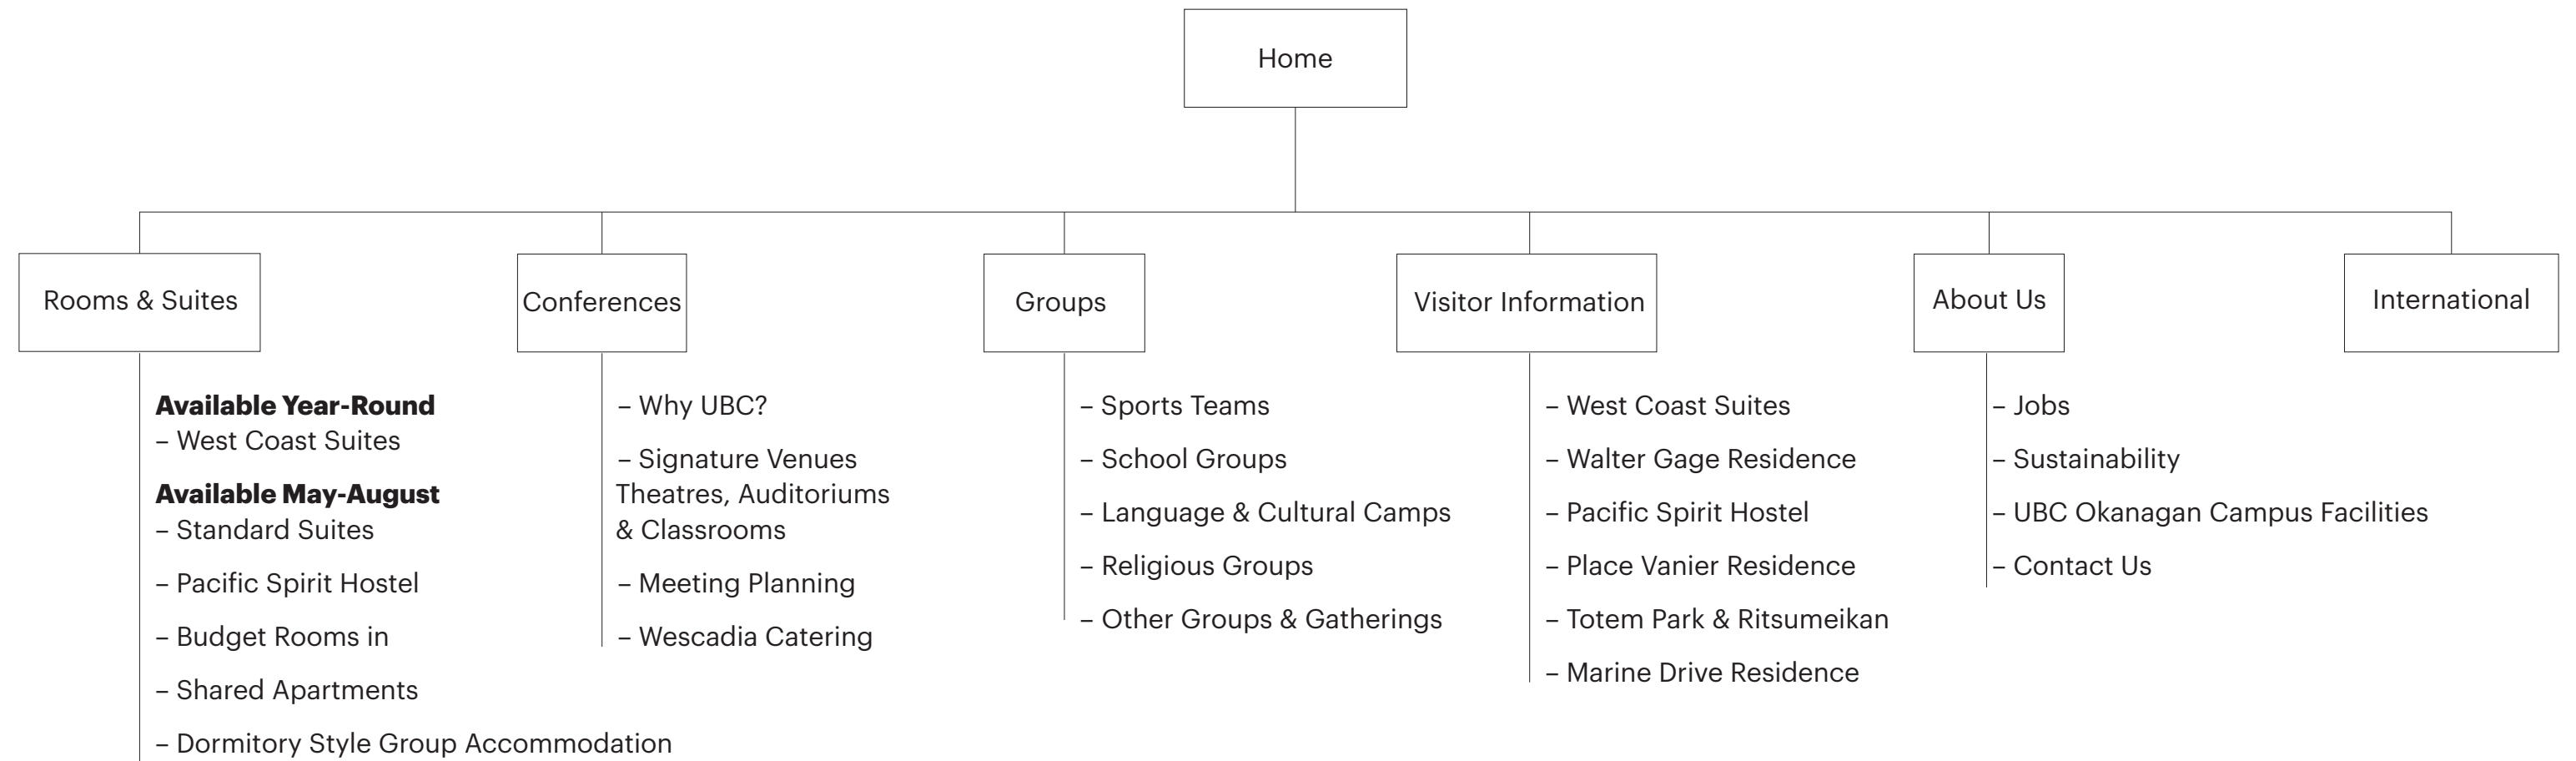 Home
Rooms & Suites
Conferences
Groups
Visitor Information
About Us
International
Available Year-Round
– West Coast Suites
Available May-August
– Standard Suites
– Pacific Spirit Hostel
– Budget Rooms in
– Shared Apartments
– Dormitory Style Group Accommodation
– Why UBC?
– Signature Venues
Theatres, Auditoriums
& Classrooms
– Meeting Planning
– Wescadia Catering
– Sports Teams
– School Groups
– Language & Cultural Camps
– Religious Groups
– Other Groups & Gatherings
– West Coast Suites
– Walter Gage Residence
– Pacific Spirit Hostel
– Place Vanier Residence
– Totem Park & Ritsumeikan
– Marine Drive Residence
– Jobs
– Sustainability
– UBC Okanagan Campus Facilities
– Contact Us